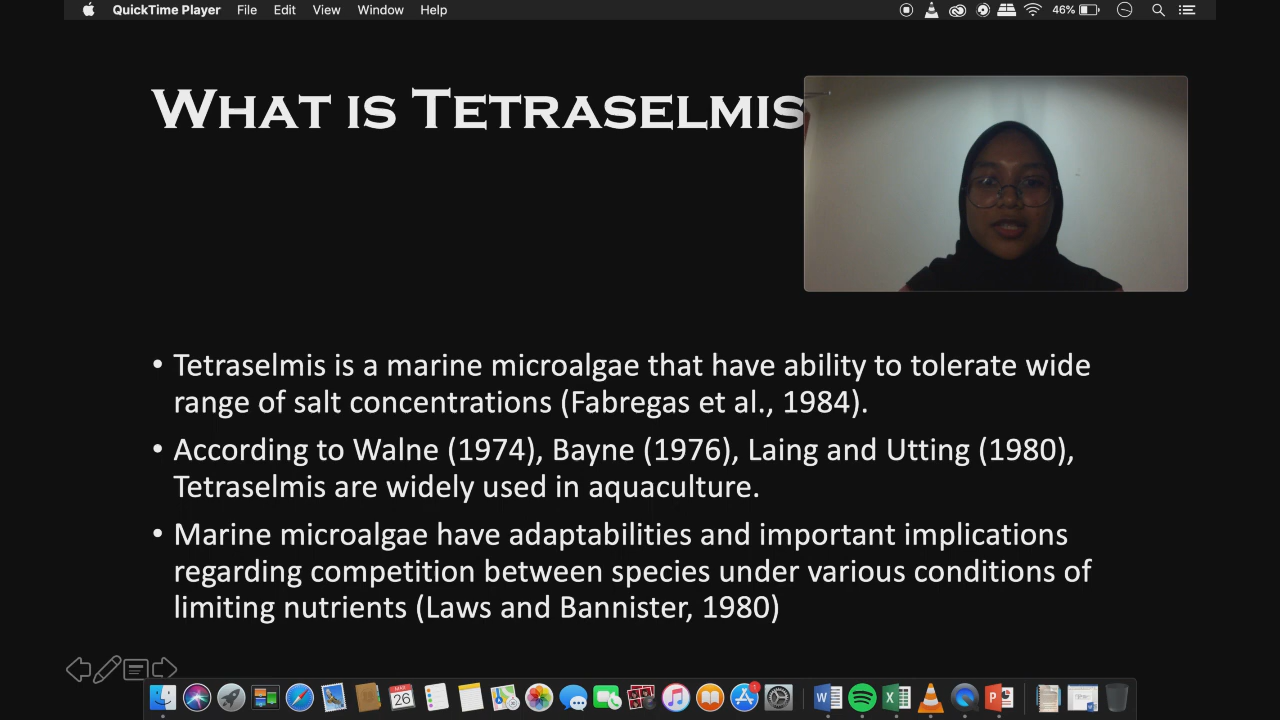 QuickTime Player File Edit View Window Help 46%
WHAT IS TETRASELMIS
• Tetraselmis is a marine microalgae that have ability to tolerate wide
range of salt concentrations (Fabregas et al., 1984).
• According to Walne (1974), Bayne (1976), Laing and Utting (1980),
Tetraselmis are widely used in aquaculture.
• Marine microalgae have adaptabilities and important implications
regarding competition between species under various conditions of
limiting nutrients (Laws and Bannister, 1980)
MAR
26